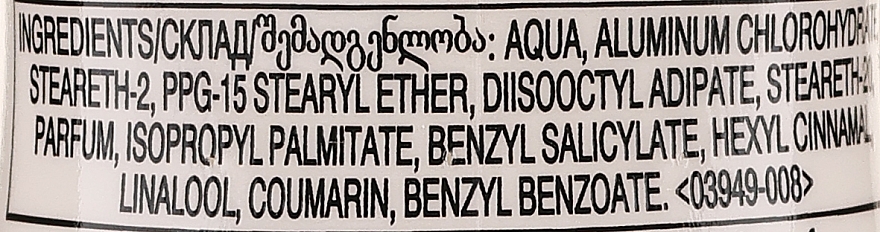 INGREDIENTS/СКЛАД/შემადგენლობა: AQUA, ALUMINUM CHLOROHYDRATE,
STEARETH-2, PPG-15 STEARYL ETHER, DIISOOCTYL ADIPATE, STEARETH-20,
PARFUM, ISOPROPYL PALMITATE, BENZYL SALICYLATE, HEXYL CINNAMAL,
LINALOOL, COUMARIN, BENZYL BENZOATE. <03949-008>